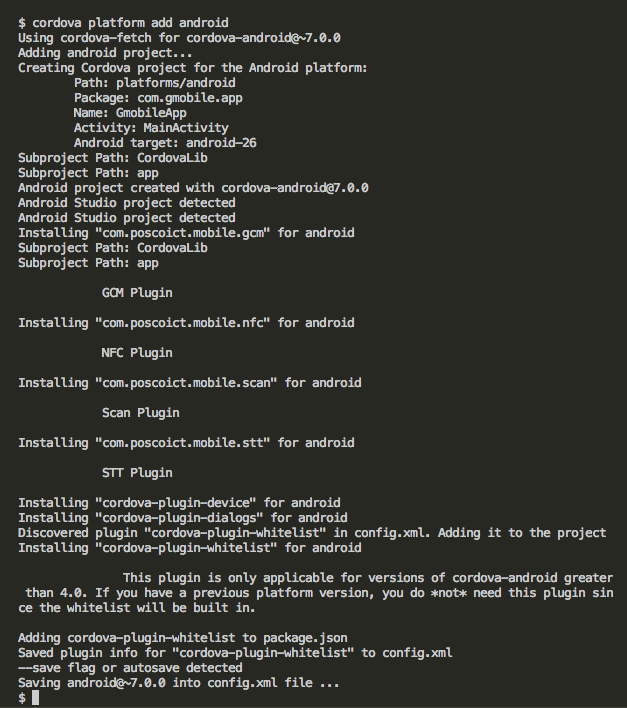 $ cordova platform add android
Using cordova-fetch for cordova-android@~7.0.0
Adding android project...
Creating Cordova project for the Android platform:
Path: platforms/android
Package: com.gmobile.app
Name: GmobileApp
Activity: MainActivity
Android target: android-26
Subproject Path: CordovaLib
Subproject Path: app
Android project created with cordova-android@7.0.0
Android Studio project detected
Android Studio project detected
Installing "com.poscoict.mobile.gcm" for android
Subproject Path: CordovaLib
Subproject Path: app
GCM Plugin
Installing "com.poscoict.mobile.nfc" for android
NFC Plugin
Installing "com.poscoict.mobile.scan" for android
Scan Plugin
Installing "com.poscoict.mobile.stt" for android
STT Plugin
Installing "cordova-plugin-device" for android
Installing "cordova-plugin-dialogs" for android
Discovered plugin "cordova-plugin-whitelist" in config.xml. Adding it to the project
Installing "cordova-plugin-whitelist" for android
This plugin is only applicable for versions of cordova-android greater
than 4.0. If you have a previous platform version, you do *not* need this plugin sin
ce the whitelist will be built in.
Adding cordova-plugin-whitelist to package.json
Saved plugin info for "cordova-plugin-whitelist" to config.xml
--save flag or autosave detected
Saving android@~7.0.0 into config.xml file ...
$